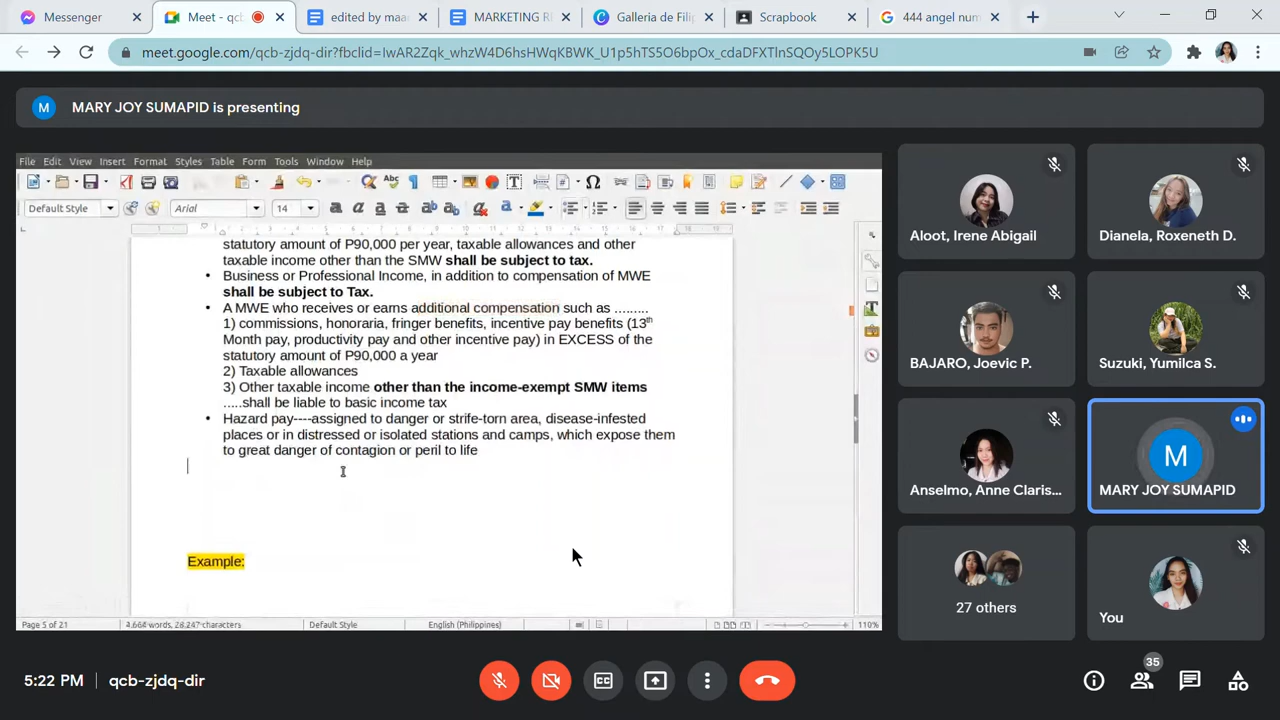 Messenger
Meet - qcb
edited by maa
MARKETING RE
Galleria de Filip
Scrapbook
444 angel num
meet.google.com/qcb-zjdq-dir?fbclid=IwAR2Zqk_whzW4D6hsHWqKBWK_U1p5hTS5O6bpOx_cdaDFXTlnSQOy5LOPK5U
M
MARY JOY SUMAPID is presenting
File Edit View Insert Format Styles Table Form Tools Window Help
Default Style
Arial
14
statutory amount of P90,000 per year, taxable allowances and other
taxable income other than the SMW shall be subject to tax.
• Business or Professional Income, in addition to compensation of MWE
shall be subject to Tax.
• A MWE who receives or earns additional compensation such as .........
1) commissions, honoraria, fringer benefits, incentive pay benefits (13th
Month pay, productivity pay and other incentive pay) in EXCESS of the
statutory amount of P90,000 a year
2) Taxable allowances
3) Other taxable income other than the income-exempt SMW items
.....shall be liable to basic income tax
• Hazard pay----assigned to danger or strife-torn area, disease-infested
places or in distressed or isolated stations and camps, which expose them
to great danger of contagion or peril to life
Example:
Page 5 of 21
4,664 words, 28,247 characters
Default Style
English (Philippines)
110%
Aloot, Irene Abigail
Dianela, Roxeneth D.
BAJARO, Joevic P.
Suzuki, Yumilca C.
Anselmo, Anne Claris...
M
MARY JOY SUMAPID
27 others
You
5:22 PM | qcb-zjdq-dir
35